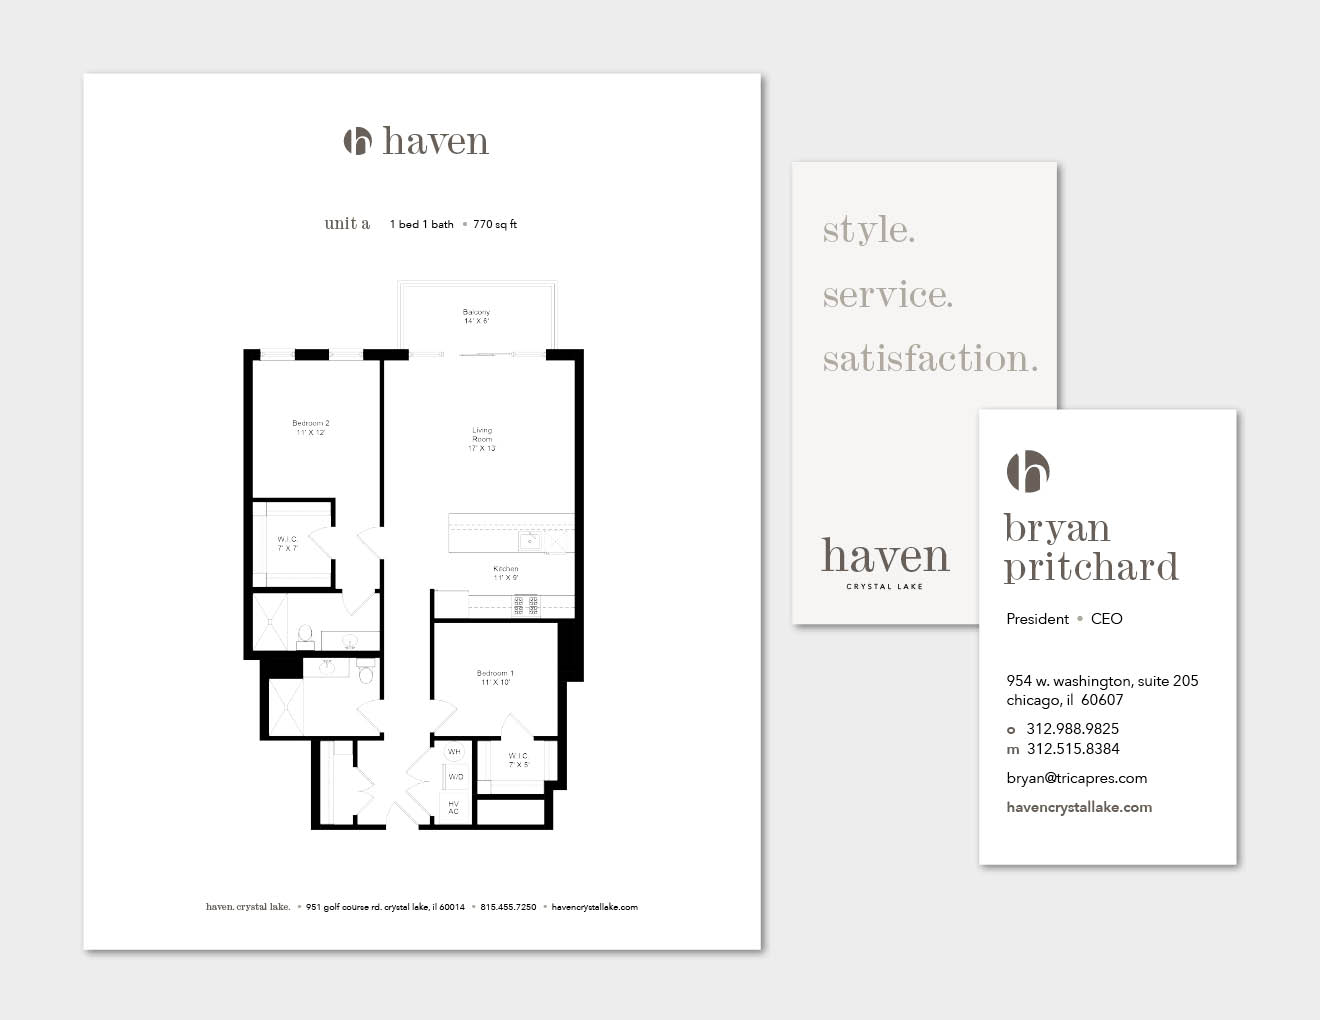 haven
unit a 1 bed 1 bath • 770 sq ft
Balcony
14' X 6'
Bedroom 2
11' X 12'
Living
Room
17' X 13'
W.I.C.
7' X 7'
Kitchen
11' X 9'
Bedroom 1
11' X 10'
WH
W/D
HV
AC
W.I.C.
7' X 6'
haven. crystal lake. • 951 golf course rd. crystal lake, il 60014 • 815.455.7250 • havencrystallake.com
style.
service.
satisfaction.
haven
CRYSTAL LAKE
h
bryan
pritchard
President • CEO
954 w. washington, suite 205
chicago, il 60607
o 312.988.9825
m 312.515.8384
bryan@tricapres.com
havencrystallake.com